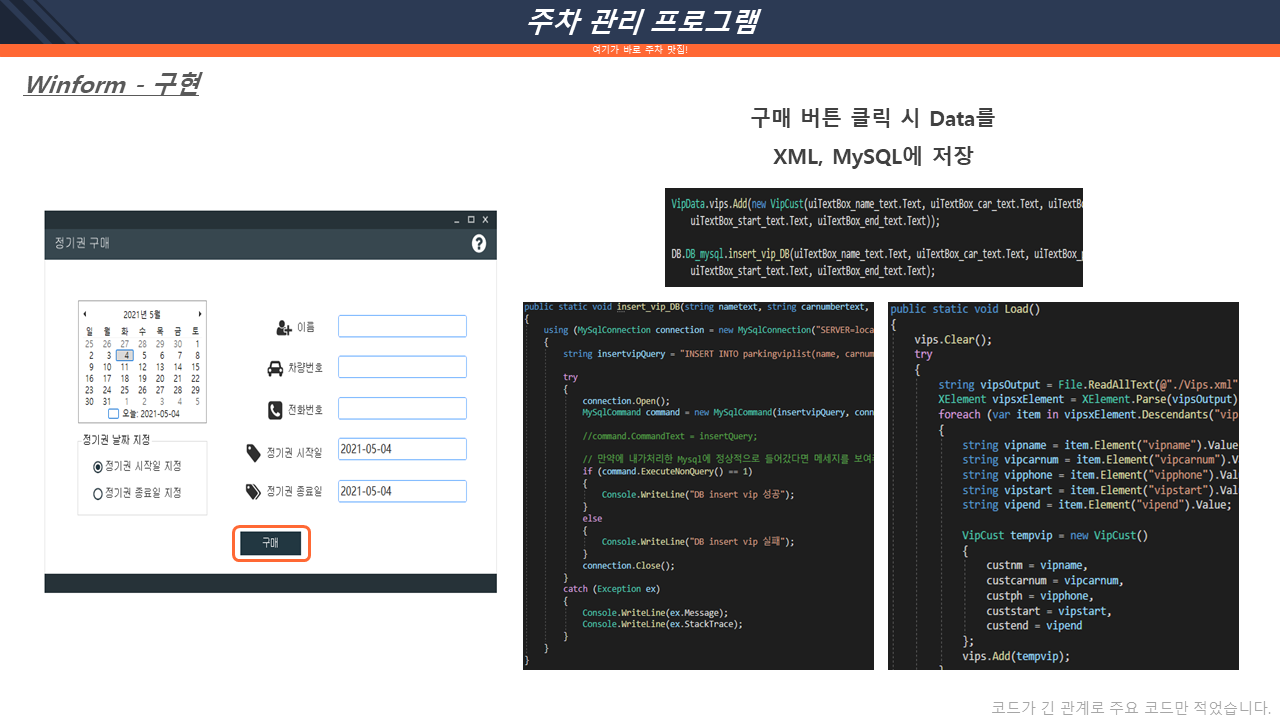 주차 관리 프로그램
여기가 바로 주차 맛집!
Winform - 구현
구매 버튼 클릭 시 Data를
XML, MySQL에 저장
VipData.vips.Add(new VipCust(uiTextBox_name_text.Text, uiTextBox_car_text.Text, uiTextBo
uiTextBox_start_text.Text, uiTextBox_end_text.Text));
DB.DB_mysql.insert_vip_DB(uiTextBox_name_text.Text, uiTextBox_car_text.Text, uiTextBox_
uiTextBox_start_text.Text, uiTextBox_end_text.Text);
정기권 구매
?
2021년 5월
일 월 화 수 목 금 토
25 26 27 28 29 30 1
2 3 4 5 6 7 8
9 10 11 12 13 14 15
16 17 18 19 20 21 22
23 24 25 26 27 28 29
30 31 1 2 3 4 5
오늘: 2021-05-04
정기권 날짜 지정
정기권 시작일 지정
정기권 종료일 지정
이름
차량번호
전화번호
정기권 시작일 2021-05-04
정기권 종료일 2021-05-04
구매
public static void insert_vip_DB(string nametext, string carnumbertext,
{
using (MySqlConnection connection = new MySqlConnection("SERVER=loca
{
string insertvipQuery = "INSERT INTO parkingviplist(name, carnum
try
{
connection.Open();
MySqlCommand command = new MySqlCommand(insertvipQuery, conn
//command.CommandText = insertQuery;
// 만약에 내가처리한 Mysql에 정상적으로 들어갔다면 메세지를 보여
if (command.ExecuteNonQuery() == 1)
{
Console.WriteLine("DB insert vip 성공");
}
else
{
Console.WriteLine("DB insert vip 실패");
}
connection.Close();
}
catch (Exception ex)
{
Console.WriteLine(ex.Message);
Console.WriteLine(ex.StackTrace);
}
}
}
public static void Load()
{
vips.Clear();
try
{
string vipsOutput = File.ReadAllText(@"./Vips.xml"
XElement vipsxElement = XElement.Parse(vipsOutput)
foreach (var item in vipsxElement.Descendants("vip
{
string vipname = item.Element("vipname").Value
string vipcarnum = item.Element("vipcarnum").V
string vipphone = item.Element("vipphone").Val
string vipstart = item.Element("vipstart").Val
string vipend = item.Element("vipend").Value;
VipCust tempvip = new VipCust()
{
custnm = vipname,
custcarnum = vipcarnum,
custph = vipphone,
custstart = vipstart,
custend = vipend
};
vips.Add(tempvip);
코드가 긴 관계로 주요 코드만 적었습니다.